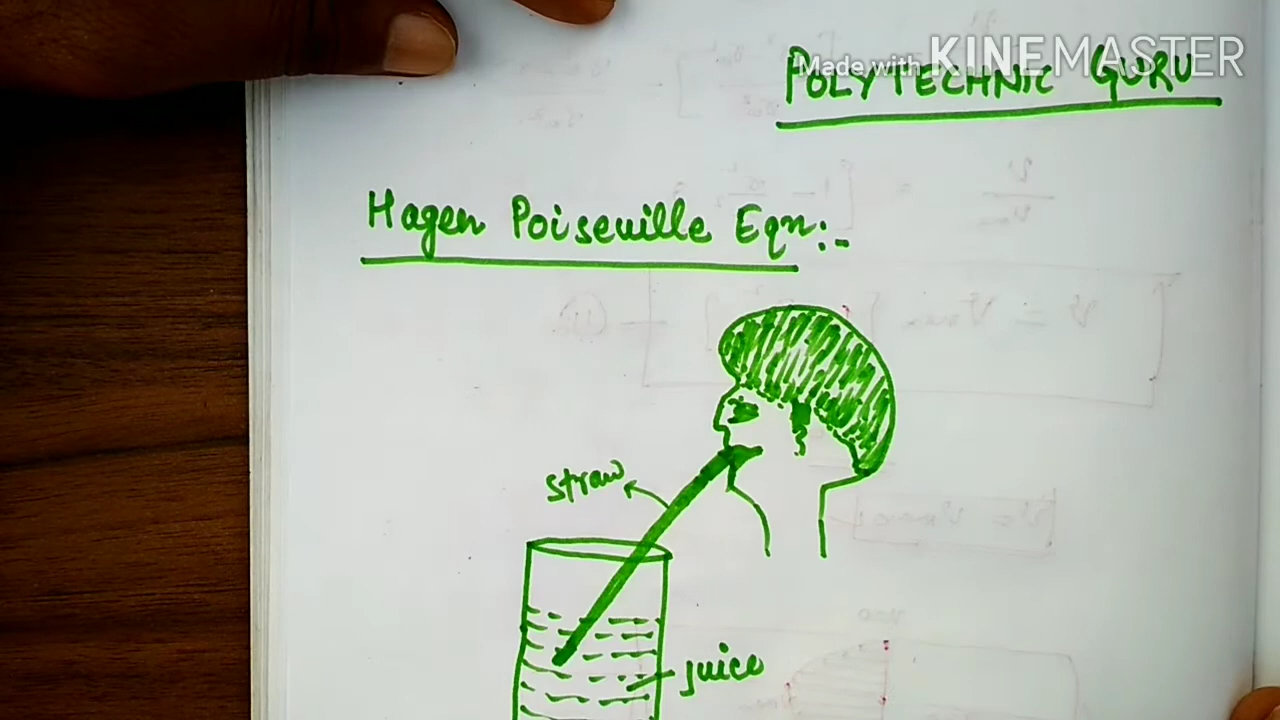 Made with KINEMASTER
POLYTECHNIC GURU
Hagen Poiseuille Eqn:-
straw
juice